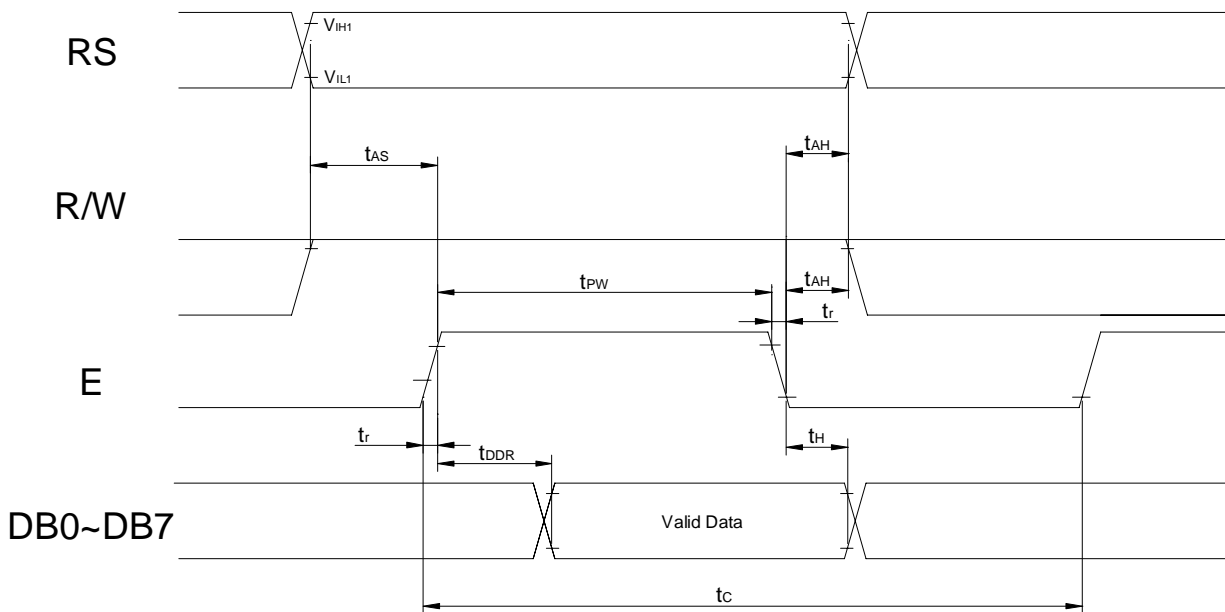 RS
VIH1
VIL1
tAS
tAH
R/W
tPW
tAH
tr
E
tr
tDDR
tH
DB0~DB7
Valid Data
tC